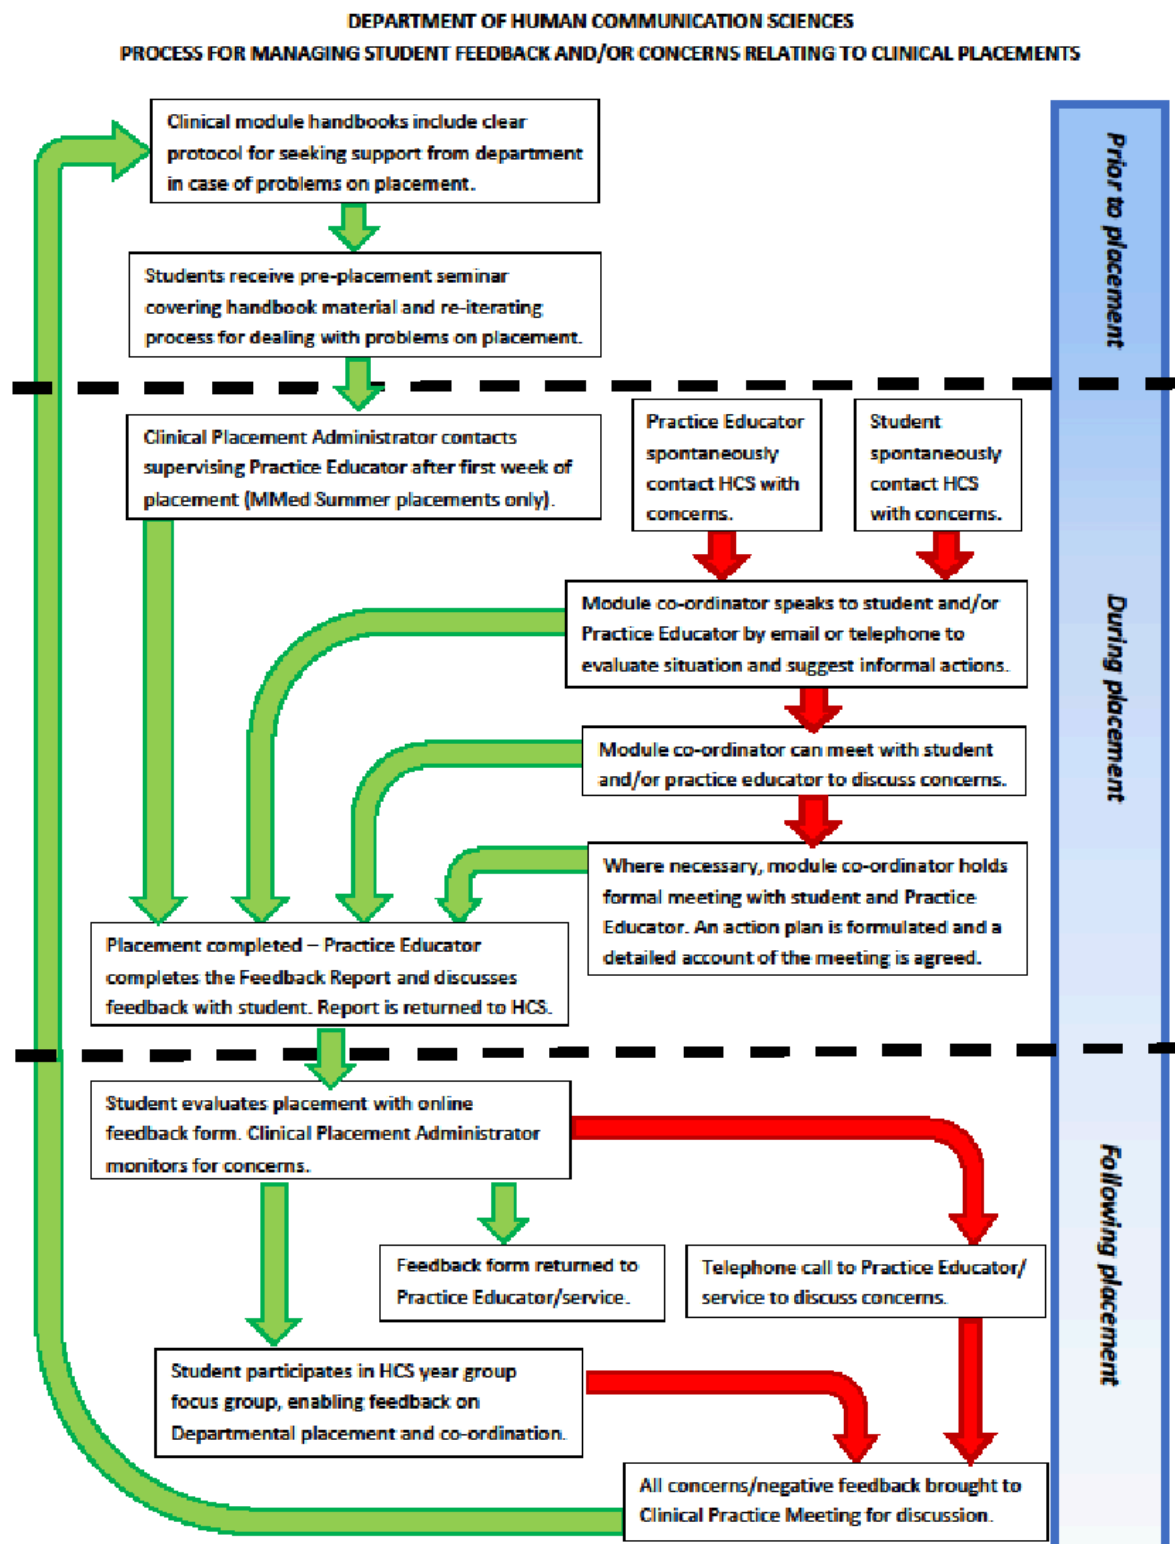 DEPARTMENT OF HUMAN COMMUNICATION SCIENCES
PROCESS FOR MANAGING STUDENT FEEDBACK AND/OR CONCERNS RELATING TO CLINICAL PLACEMENTS
Clinical module handbooks include clear
protocol for seeking support from department
in case of problems on placement.
Prior to placement
Students receive pre-placement seminar
covering handbook material and re-iterating
process for dealing with problems on placement.
Clinical Placement Administrator contacts
supervising Practice Educator after first week of
placement (MMed Summer placements only).
Practice Educator
spontaneously
contact HCS with
concerns.
Student
spontaneously
contact HCS
with concerns.
During placement
Module co-ordinator speaks to student and/or
Practice Educator by email or telephone to
evaluate situation and suggest informal actions.
Module co-ordinator can meet with student
and/or practice educator to discuss concerns.
Where necessary, module co-ordinator holds
formal meeting with student and Practice
Educator. An action plan is formulated and a
detailed account of the meeting is agreed.
Placement completed – Practice Educator
completes the Feedback Report and discusses
feedback with student. Report is returned to HCS.
Student evaluates placement with online
feedback form. Clinical Placement Administrator
monitors for concerns.
Following placement
Feedback form returned to
Practice Educator/service.
Telephone call to Practice Educator/
service to discuss concerns.
Student participates in HCS year group
focus group, enabling feedback on
Departmental placement and co-ordination.
All concerns/negative feedback brought to
Clinical Practice Meeting for discussion.